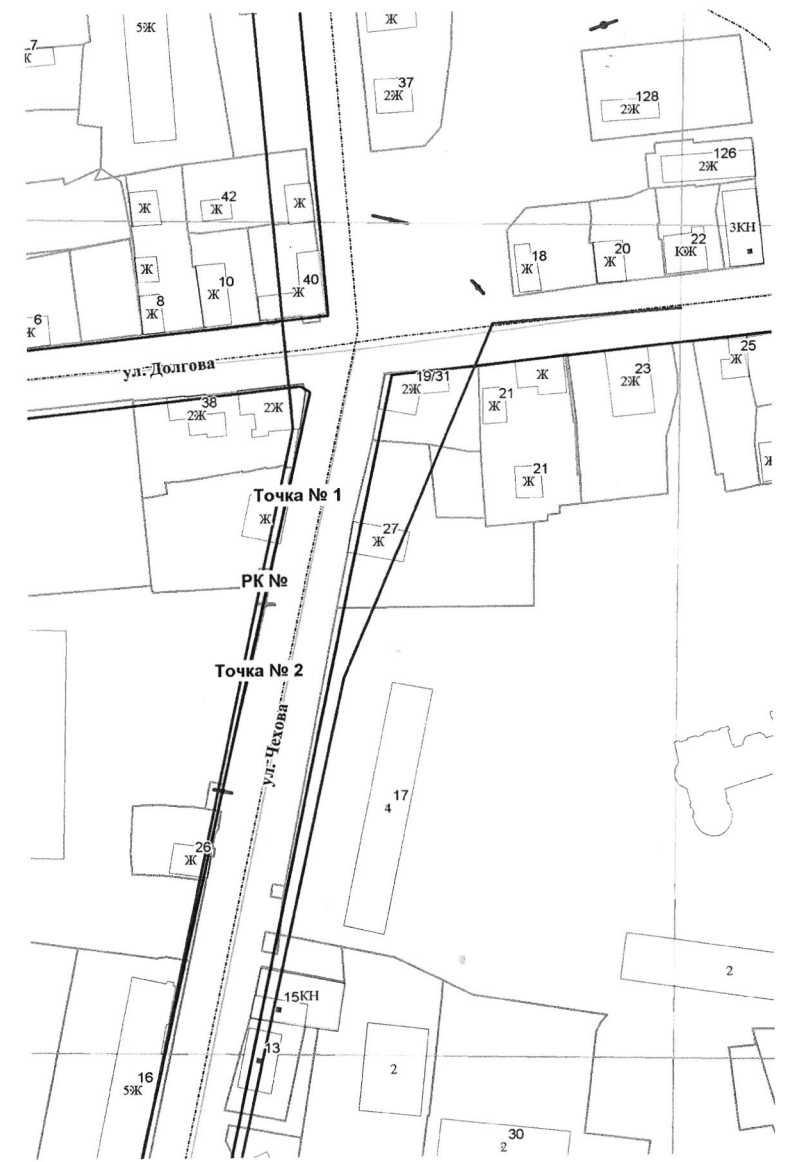 5Ж
Ж
7
Ж
37
2Ж
128
2Ж
126
2Ж
42
Ж
Ж
Ж
3КН
18
Ж
20
Ж
22
КЖ
Ж
10
Ж
40
Ж
8
Ж
6
Ж
ул. Долгова
19/31
2Ж
21
Ж
Ж
23
2Ж
25
Ж
38
2Ж
2Ж
21
Ж
Ж
Точка № 1
Ж
27
Ж
РК №
Точка № 2
ул. Чехова
17
4
26
Ж
2
15КН
13
16
5Ж
2
30
2